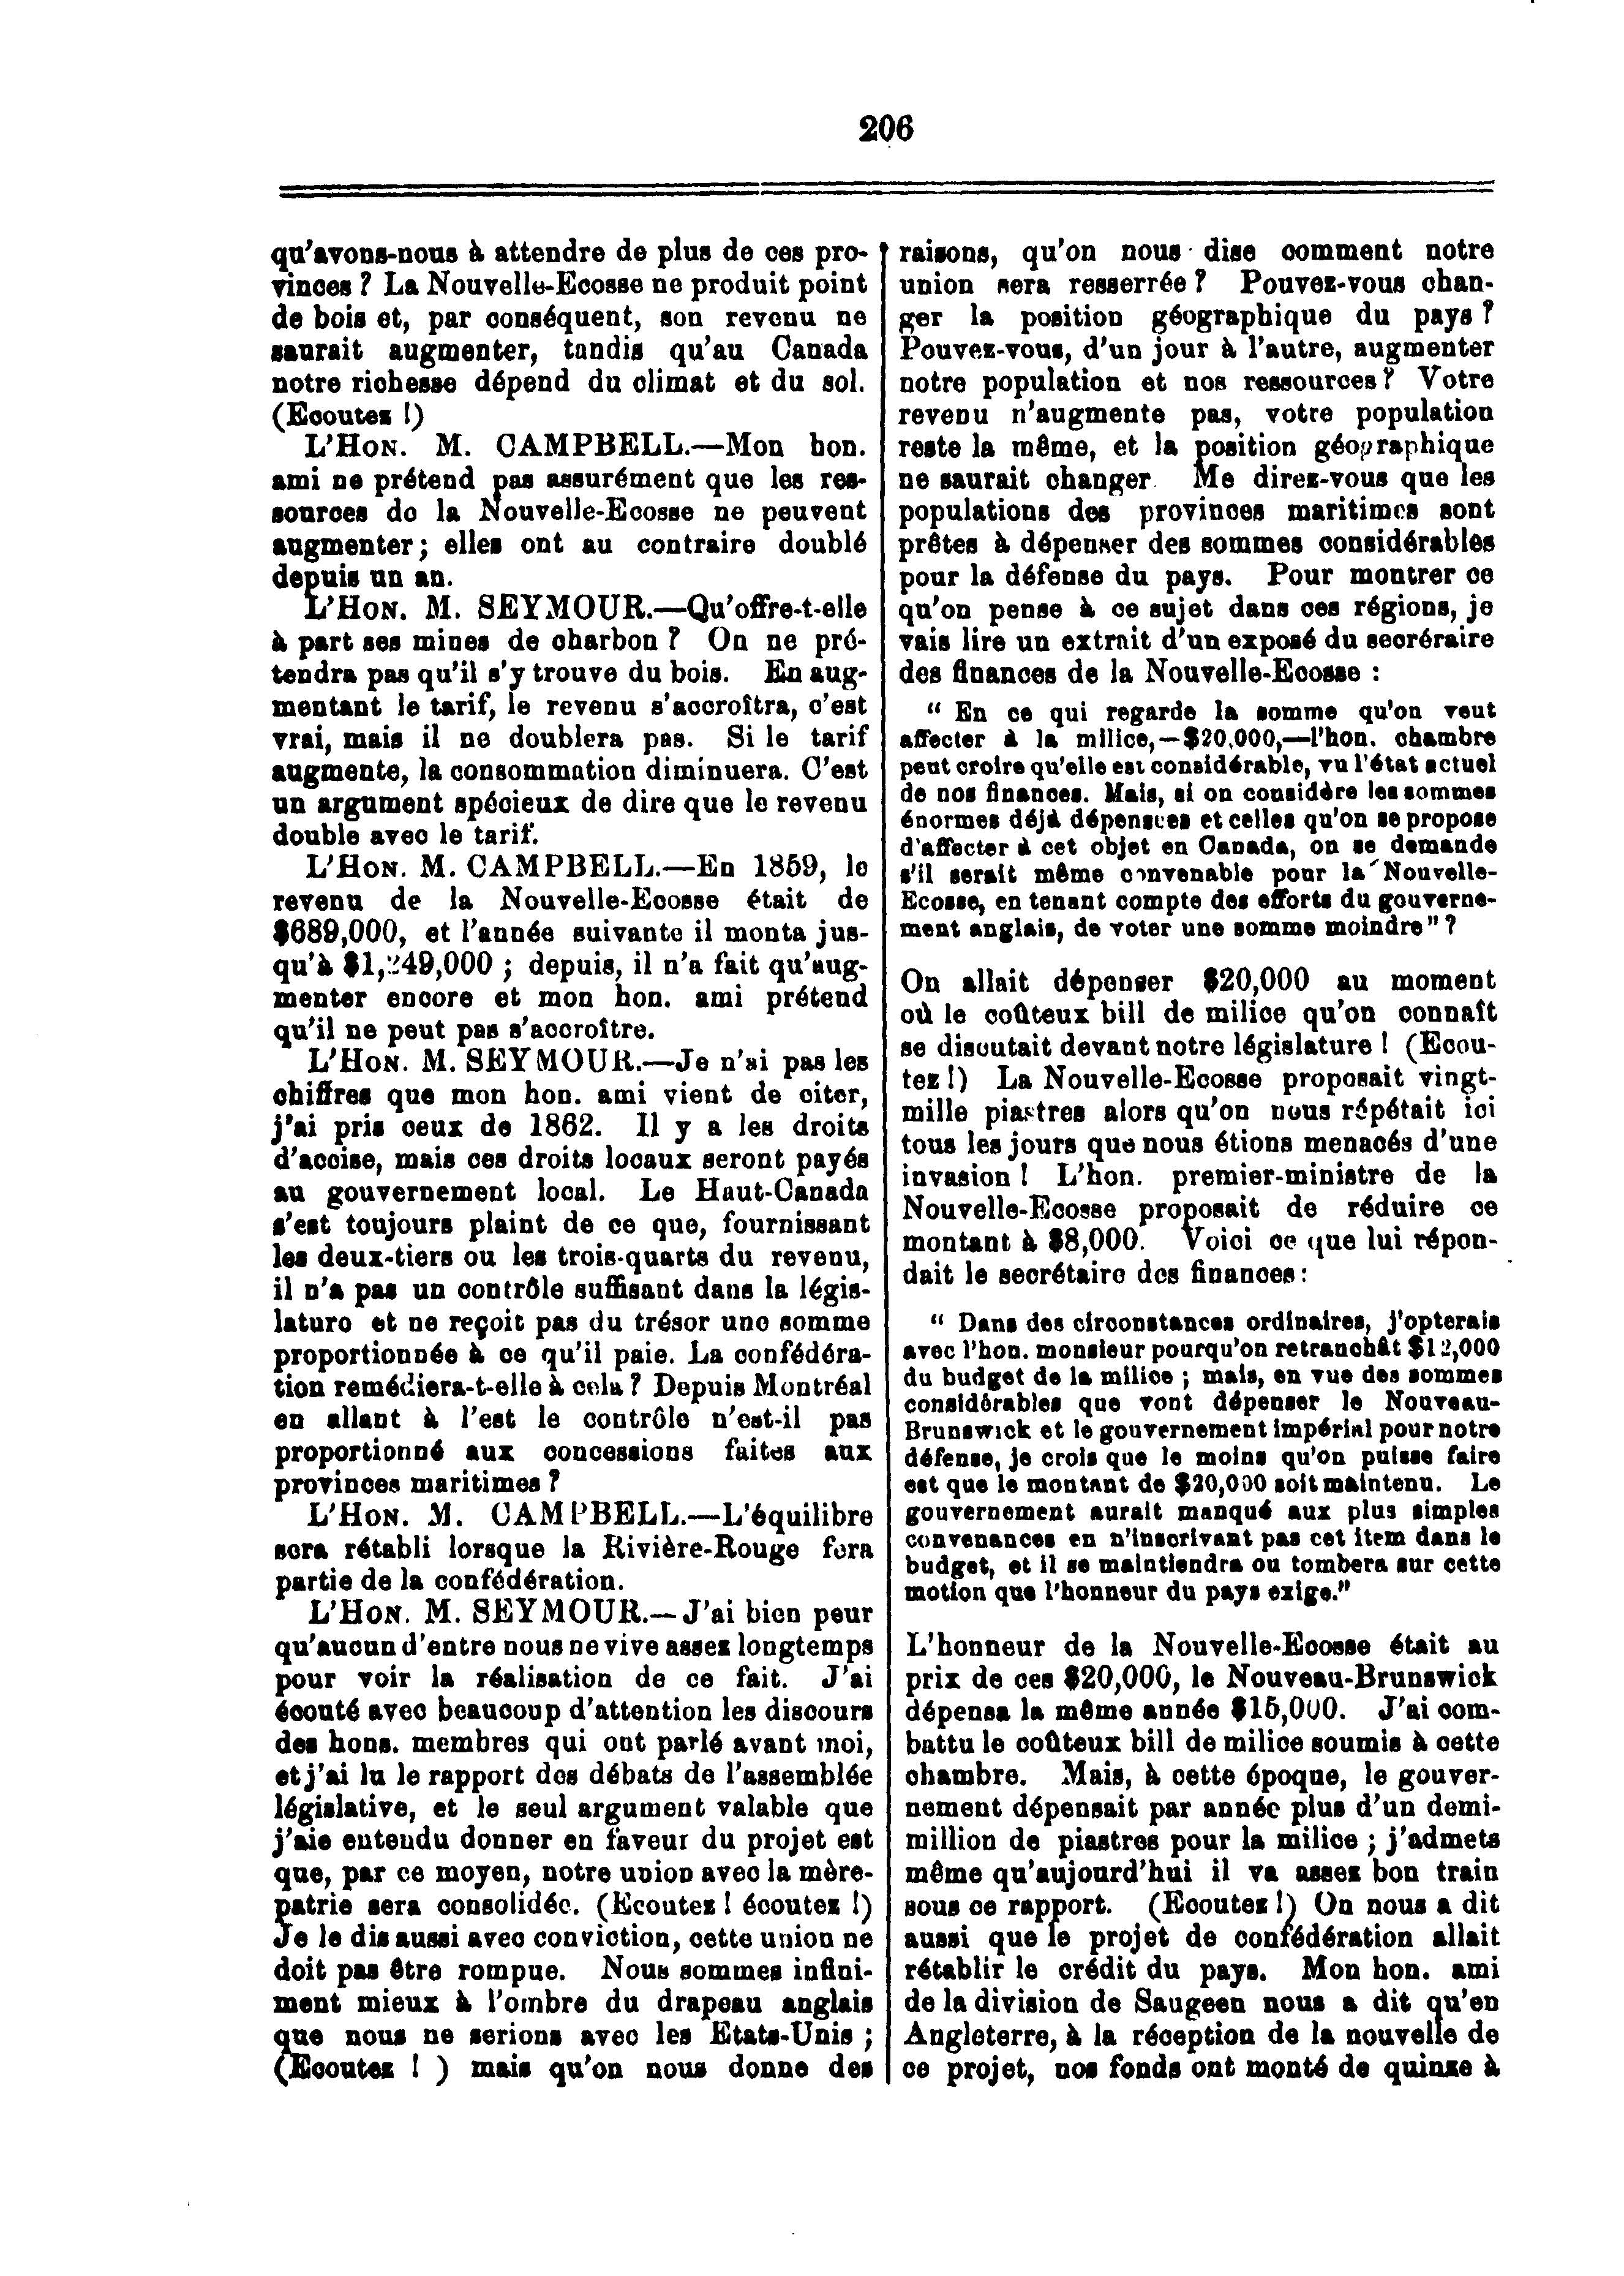 206
qu'avons-nous à attendre de plus de ces pro-
vinces ? La Nouvelle-Ecosse ne produit point
de bois et, par conséquent, son revenu ne
saurait augmenter, tandis qu'au Canada
notre richesse dépend du climat et du sol.
(Ecoutez !)
L'HON. M. CAMPBELL.—Mon hon.
ami ne prétend pas assurément que les res-
sources de la Nouvelle-Ecosse ne peuvent
augmenter ; elles ont au contraire doublé
depuis un an.
L'HON. M. SEYMOUR.—Qu'offre-t-elle
à part ses mines de charbon ? On ne pré-
tendra pas qu'il s'y trouve du bois. En aug-
mentant le tarif, le revenu s'accroîtra, c'est
vrai, mais il ne doublera pas. Si le tarif
augmente, la consommation diminuera. C'est
un argument spécieux de dire que le revenu
double avec le tarif.
L'HON. M. CAMPBELL.—En 1859, le
revenu de la Nouvelle-Ecosse était de
$689,000, et l'année suivante il monta jus-
qu'à $1,249,000 ; depuis, il n'a fait qu'aug-
menter encore et mon hon. ami prétend
qu'il ne peut pas s'accroître.
L'HON. M. SEYMOUR.—Je n'ai pas les
chiffres que mon hon. ami vient de citer,
j'ai pris ceux de 1862. Il y a les droits
d'accise, mais ces droits locaux seront payés
au gouvernement local. Le Haut-Canada
s'est toujours plaint de ce que, fournissant
les deux-tiers ou les trois-quarts du revenu,
il n'a pas un contrôle suffisant dans la légis-
lature et ne reçoit pas du trésor une somme
proportionnée à ce qu'il paie. La confédéra-
tion remédiera-t-elle à cela ? Depuis Montréal
en allant à l'est le contrôle n'est-il pas
proportionné aux concessions faites aux
provinces maritimes ?
L'HON. M. CAMPBELL.—L'équilibre
sera rétabli lorsque la Rivière-Rouge fera
partie de la confédération.
L'HON. M. SEYMOUR.—J'ai bien peur
qu'aucun d'entre nous ne vive assez longtemps
pour voir la réalisation de ce fait. J'ai
écouté avec beaucoup d'attention les discours
des hons. membres qui ont parlé avant moi,
et j'ai lu le rapport des débats de l'assemblée
législative, et le seul argument valable que
j'aie entendu donner en faveur du projet est
que, par ce moyen, notre union avec la mère-
patrie sera consolidée. (Ecoutez ! écoutez !)
Je le dis aussi avec conviction, cette union ne
doit pas être rompue. Nous sommes infini-
ment mieux à l'ombre du drapeau anglais
que nous ne serions avec les Etats-Unis ;
(Ecoutez ! ) mais qu'on nous donne des
raisons, qu'on nous dise comment notre
union sera resserrée ? Pouvez-vous chan-
ger la position géographique du pays ?
Pouvez-vous, d'un jour à l'autre, augmenter
notre population et nos ressources ? Votre
revenu n'augmente pas, votre population
reste la même, et la position géographique
ne saurait changer. Me direz-vous que les
populations des provinces maritimes sont
prêtes à dépenser des sommes considérables
pour la défense du pays. Pour montrer ce
qu'on pense à ce sujet dans ces régions, je
vais lire un extrait d'un exposé du secréraire
des finances de la Nouvelle-Ecosse :
“ En ce qui regarde la somme qu'on veut
affecter à la milice,—$20,000,—l'hon. chambre
peut croire qu'elle est considérable, vu l'état actuel
de nos finances. Mais, si on considère les sommes
énormes déjà dépensées et celles qu'on se propose
d'affecter à cet objet en Canada, on se demande
s'il serait même convenable pour la Nouvelle-
Ecosse, en tenant compte des efforts du gouverne-
ment anglais, de voter une somme moindre” ?
On allait dépenser $20,000 au moment
où le coûteux bill de milice qu'on connaît
se discutait devant notre législature ! (Ecou-
tez !) La Nouvelle-Ecosse proposait vingt-
mille piastres alors qu'on nous répétait ici
tous les jours que nous étions menacés d'une
invasion ! L'hon. premier-ministre de la
Nouvelle-Ecosse proposait de réduire ce
montant à $8,000. Voici ce que lui répon-
dait le secrétaire des finances :
“ Dans des circonstances ordinaires, j'opterais
avec l'hon. monsieur pourqu'on retranchât $12,000
du budget de la milice ; mais, en vue des sommes
considérables que vont dépenser le Nouveau-
Brunswick et le gouvernement impérial pour notre
défense, je crois que le moins qu'on puisse faire
est que le montant de $20,000 soit maintenu. Le
gouvernement aurait manqué aux plus simples
convenances en n'inscrivant pas cet item dans le
budget, et il se maintiendra ou tombera sur cette
motion que l'honneur du pays exige.”
L'honneur de la Nouvelle-Ecosse était au
prix de ces $20,000, le Nouveau-Brunswick
dépensa la même année $15,000. J'ai com-
battu le coûteux bill de milice soumis à cette
chambre. Mais, à cette époque, le gouver-
nement dépensait par année plus d'un demi-
million de piastres pour la milice ; j'admets
même qu'aujourd'hui il va assez bon train
sous ce rapport. (Ecoutez !) On nous a dit
aussi que le projet de confédération allait
rétablir le crédit du pays. Mon hon. ami
de la division de Saugeen nous a dit qu'en
Angleterre, à la réception de la nouvelle de
ce projet, nos fonds ont monté de quinze à